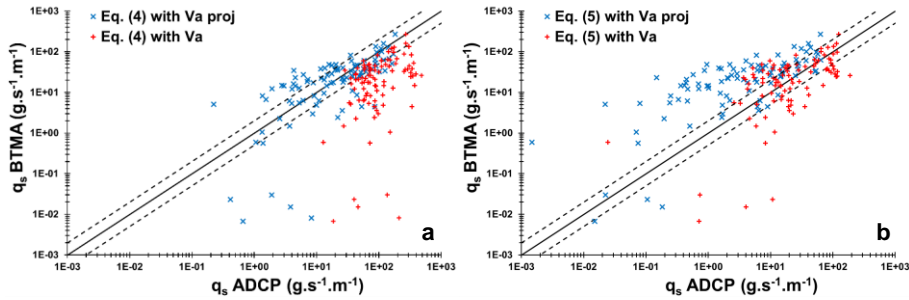 1E+03
1E+02
1E+01
1E+00
1E-01
1E-02
1E-03
qs BTMA (g.s-1.m-1)
× Eq. (4) with Va proj
+ Eq. (4) with Va
a
1E-03 1E-02 1E-01 1E+00 1E+01 1E+02 1E+03
qs ADCP (g.s-1.m-1)
1E+03
1E+02
1E+01
1E+00
1E-01
1E-02
1E-03
qs BTMA (g.s-1.m-1)
× Eq. (5) with Va proj
+ Eq. (5) with Va
b
1E-03 1E-02 1E-01 1E+00 1E+01 1E+02 1E+03
qs ADCP (g.s-1.m-1)